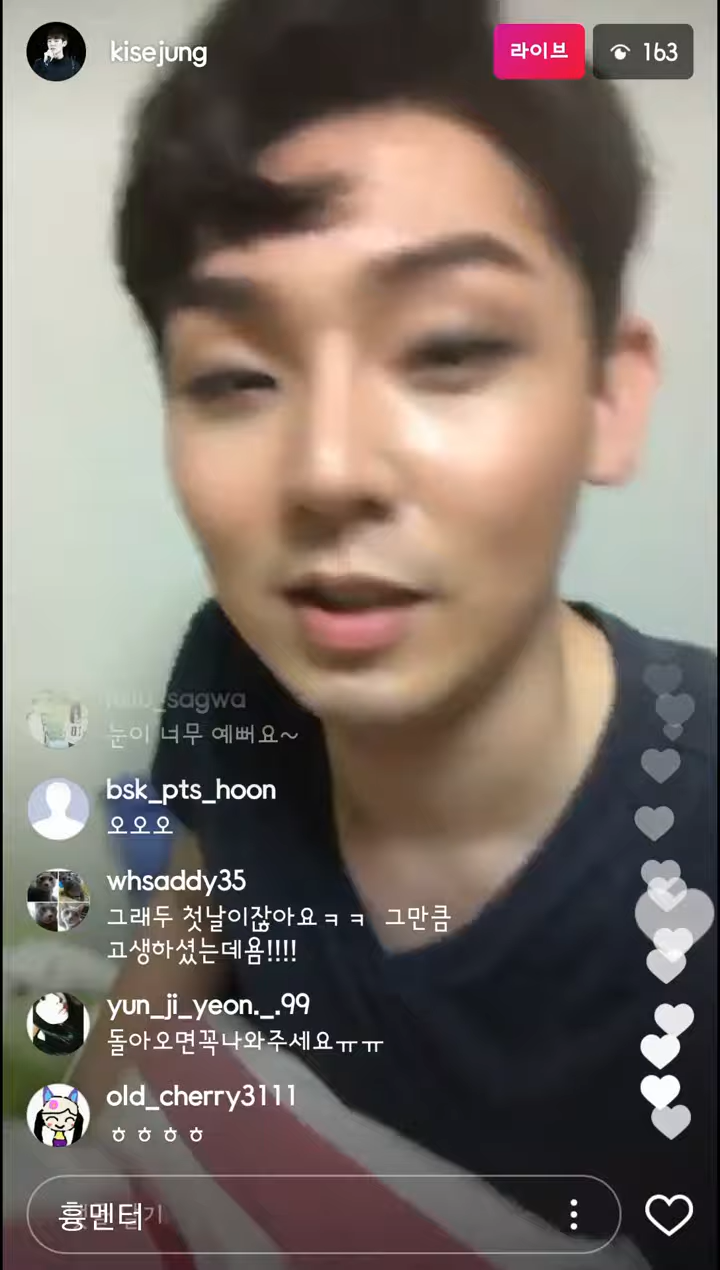 kisejung
라이브
163
눈이 너무 예뻐요~
bsk_pts_hoon
오오오
whsaddy35
그래두 첫날이잖아요ㅋㅋ 그만큼
고생하셨는데욤!!!!
yun_ji_yeon._.99
돌아오면꼭나와주세요ㅠㅠ
old_cherry3111
ㅎㅎㅎㅎ
흉멘터